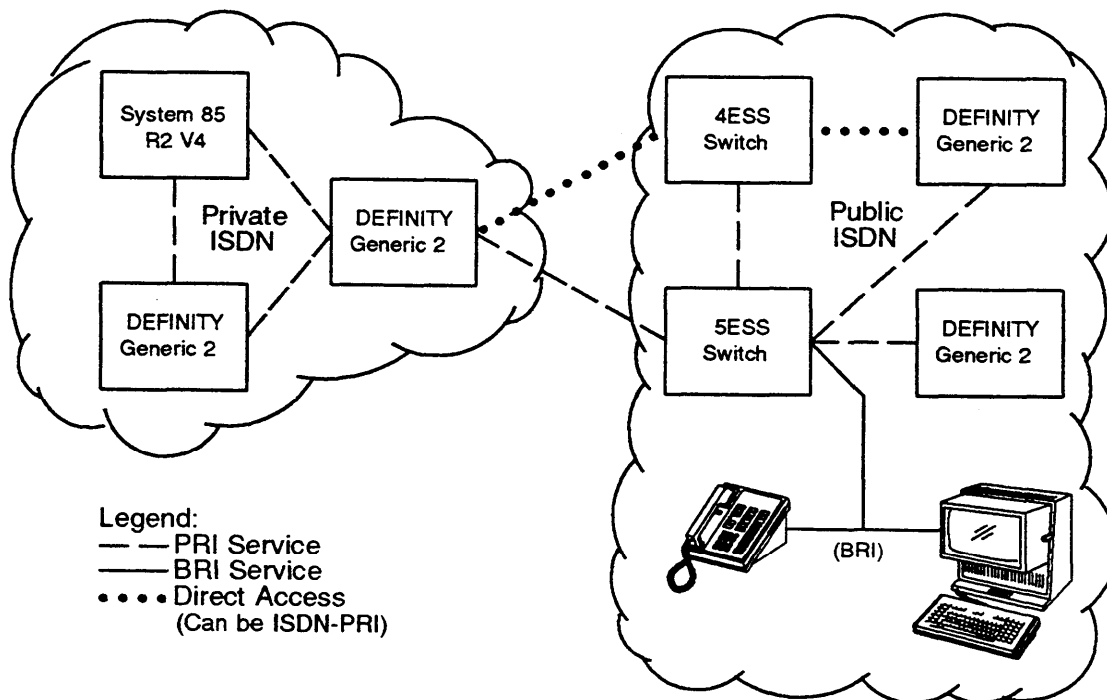 System 85
R2 V4
Private
ISDN
DEFINITY
Generic 2
DEFINITY
Generic 2
4ESS
Switch
DEFINITY
Generic 2
Public
ISDN
5ESS
Switch
DEFINITY
Generic 2
(BRI)
Legend:
PRI Service
BRI Service
Direct Access
(Can be ISDN-PRI)